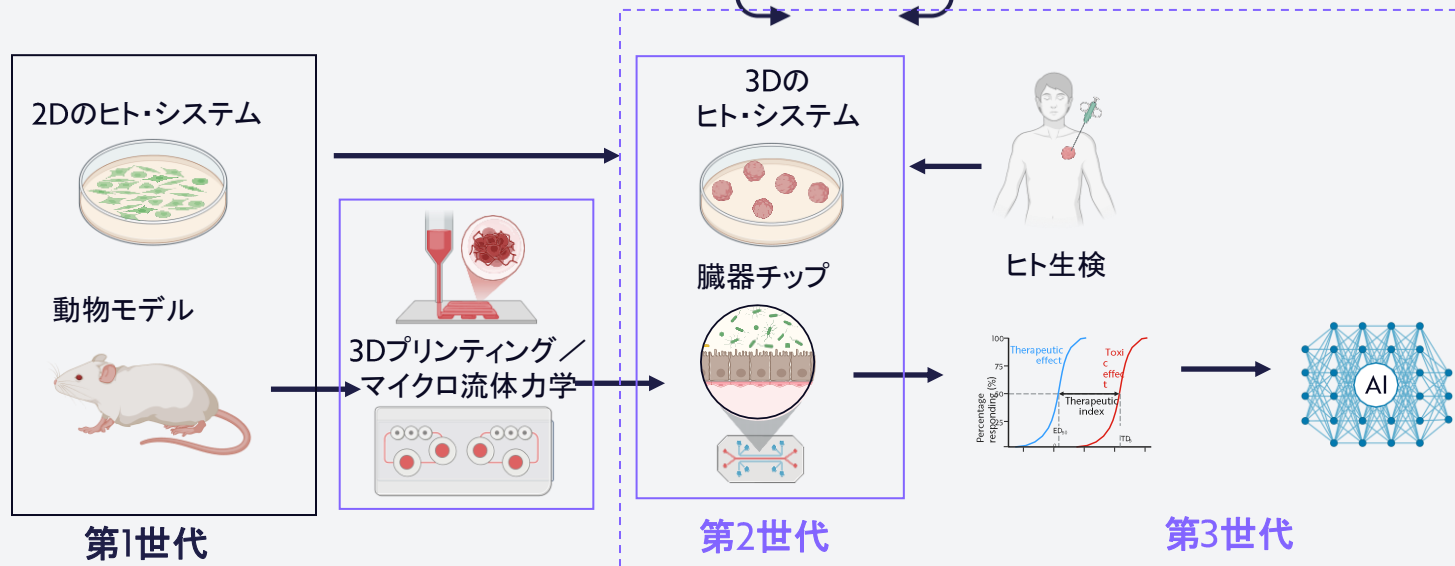 2Dのヒト・システム
動物モデル
第1世代
3Dプリンティング／
マイクロ流体力学
3Dの
ヒト・システム
臓器チップ
第2世代
ヒト生検
100
75
50
25
Percentage
responding (%)
Therapeutic
effect
Toxi
c
effec
t
Therapeutic
index
ED50
TD5
AI
第3世代